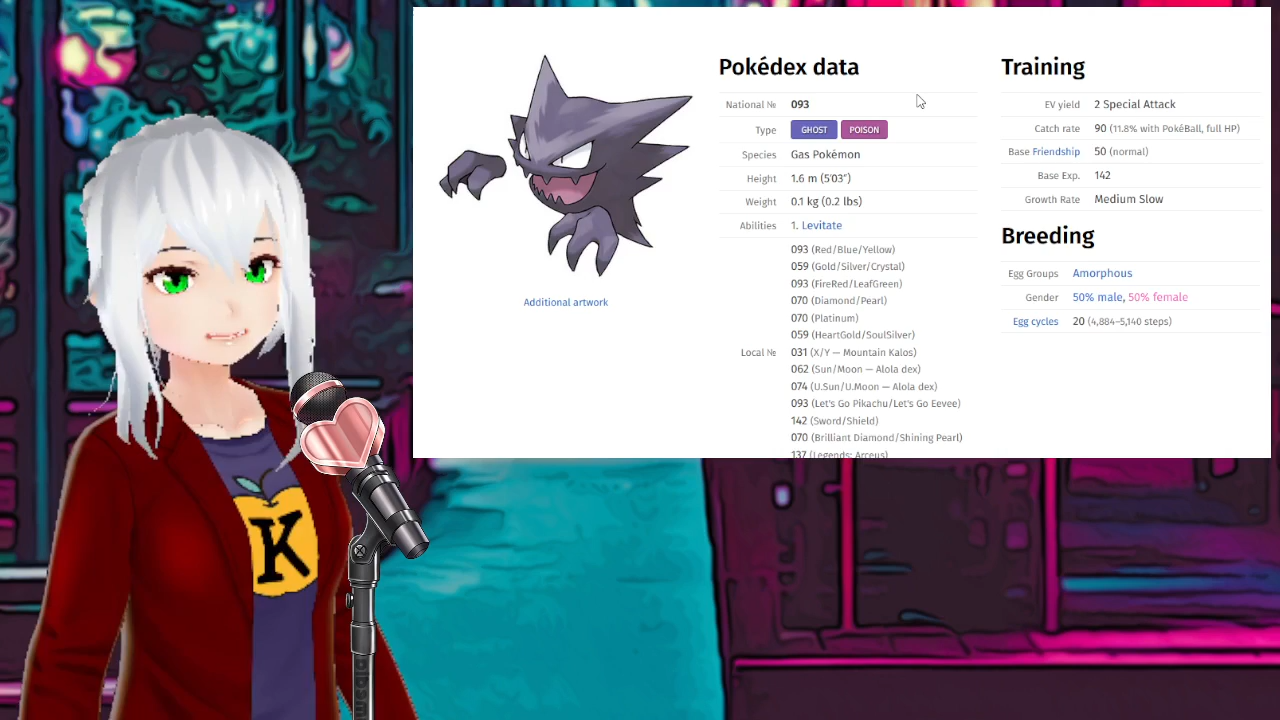 K
Additional artwork
Pokédex data
National № 093
Type GHOST POISON
Species Gas Pokémon
Height 1.6 m (5′03″)
Weight 0.1 kg (0.2 lbs)
Abilities 1. Levitate
093 (Red/Blue/Yellow)
059 (Gold/Silver/Crystal)
093 (FireRed/LeafGreen)
070 (Diamond/Pearl)
070 (Platinum)
059 (HeartGold/SoulSilver)
Local № 031 (X/Y — Mountain Kalos)
062 (Sun/Moon — Alola dex)
074 (U.Sun/U.Moon — Alola dex)
093 (Let's Go Pikachu/Let's Go Eevee)
142 (Sword/Shield)
070 (Brilliant Diamond/Shining Pearl)
137 (Legends: Arceus)
Training
EV yield 2 Special Attack
Catch rate 90 (11.8% with PokéBall, full HP)
Base Friendship 50 (normal)
Base Exp. 142
Growth Rate Medium Slow
Breeding
Egg Groups Amorphous
Gender 50% male, 50% female
Egg cycles 20 (4,884–5,140 steps)